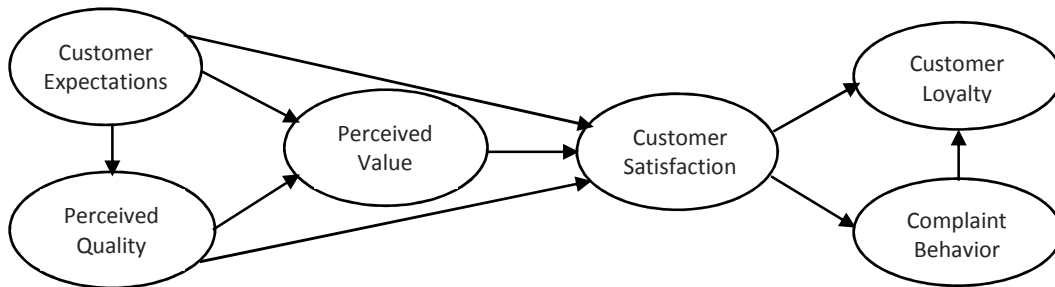 Customer
Expectations
Perceived
Quality
Perceived
Value
Customer
Satisfaction
Customer
Loyalty
Complaint
Behavior